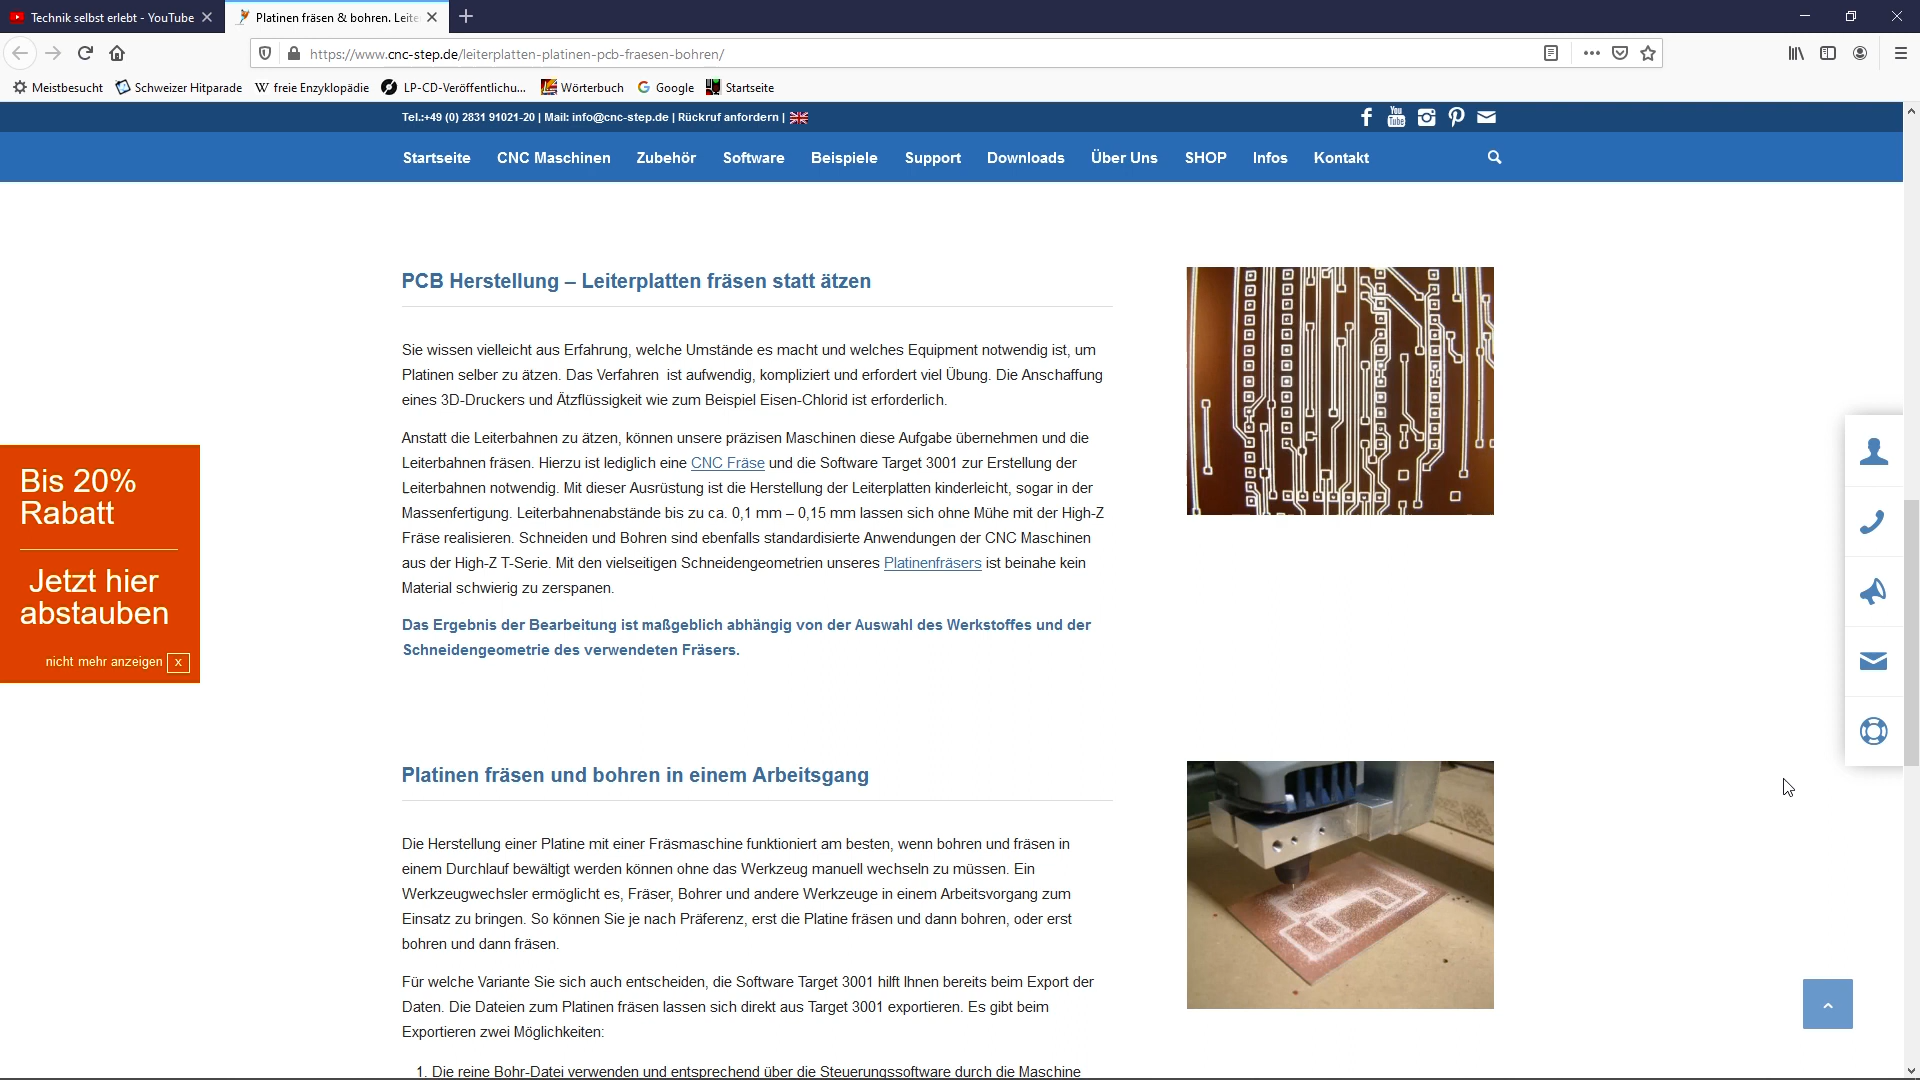 Technik selbst erlebt - YouTube
Platinen fräsen & bohren. Leite
https://www.cnc-step.de/leiterplatten-platinen-pcb-fraesen-bohren/
Meistbesucht
Schweizer Hitparade
W freie Enzyklopädie
LP-CD-Veröffentlichu...
Wörterbuch
G Google
Startseite
Tel.:+49 (0) 2831 91021-20 | Mail: info@cnc-step.de | Rückruf anfordern |
You Tube
Startseite
CNC Maschinen
Zubehör
Software
Beispiele
Support
Downloads
Über Uns
SHOP
Infos
Kontakt
PCB Herstellung – Leiterplatten fräsen statt ätzen
Sie wissen vielleicht aus Erfahrung, welche Umstände es macht und welches Equipment notwendig ist, um
Platinen selber zu ätzen. Das Verfahren ist aufwendig, kompliziert und erfordert viel Übung. Die Anschaffung
eines 3D-Druckers und Ätzflüssigkeit wie zum Beispiel Eisen-Chlorid ist erforderlich.
Anstatt die Leiterbahnen zu ätzen, können unsere präzisen Maschinen diese Aufgabe übernehmen und die
Leiterbahnen fräsen. Hierzu ist lediglich eine CNC Fräse und die Software Target 3001 zur Erstellung der
Leiterbahnen notwendig. Mit dieser Ausrüstung ist die Herstellung der Leiterplatten kinderleicht, sogar in der
Massenfertigung. Leiterbahnenabstände bis zu ca. 0,1 mm – 0,15 mm lassen sich ohne Mühe mit der High-Z
Fräse realisieren. Schneiden und Bohren sind ebenfalls standardisierte Anwendungen der CNC Maschinen
aus der High-Z T-Serie. Mit den vielseitigen Schneidengeometrien unseres Platinenfräsers ist beinahe kein
Material schwierig zu zerspanen.
Das Ergebnis der Bearbeitung ist maßgeblich abhängig von der Auswahl des Werkstoffes und der
Schneidengeometrie des verwendeten Fräsers.
Bis 20%
Rabatt
Jetzt hier
abstauben
nicht mehr anzeigen x
Platinen fräsen und bohren in einem Arbeitsgang
Die Herstellung einer Platine mit einer Fräsmaschine funktioniert am besten, wenn bohren und fräsen in
einem Durchlauf bewältigt werden können ohne das Werkzeug manuell wechseln zu müssen. Ein
Werkzeugwechsler ermöglicht es, Fräser, Bohrer und andere Werkzeuge in einem Arbeitsvorgang zum
Einsatz zu bringen. So können Sie je nach Präferenz, erst die Platine fräsen und dann bohren, oder erst
bohren und dann fräsen.
Für welche Variante Sie sich auch entscheiden, die Software Target 3001 hilft Ihnen bereits beim Export der
Daten. Die Dateien zum Platinen fräsen lassen sich direkt aus Target 3001 exportieren. Es gibt beim
Exportieren zwei Möglichkeiten:
1. Die reine Bohr-Datei verwenden und entsprechend über die Steuerungssoftware durch die Maschine